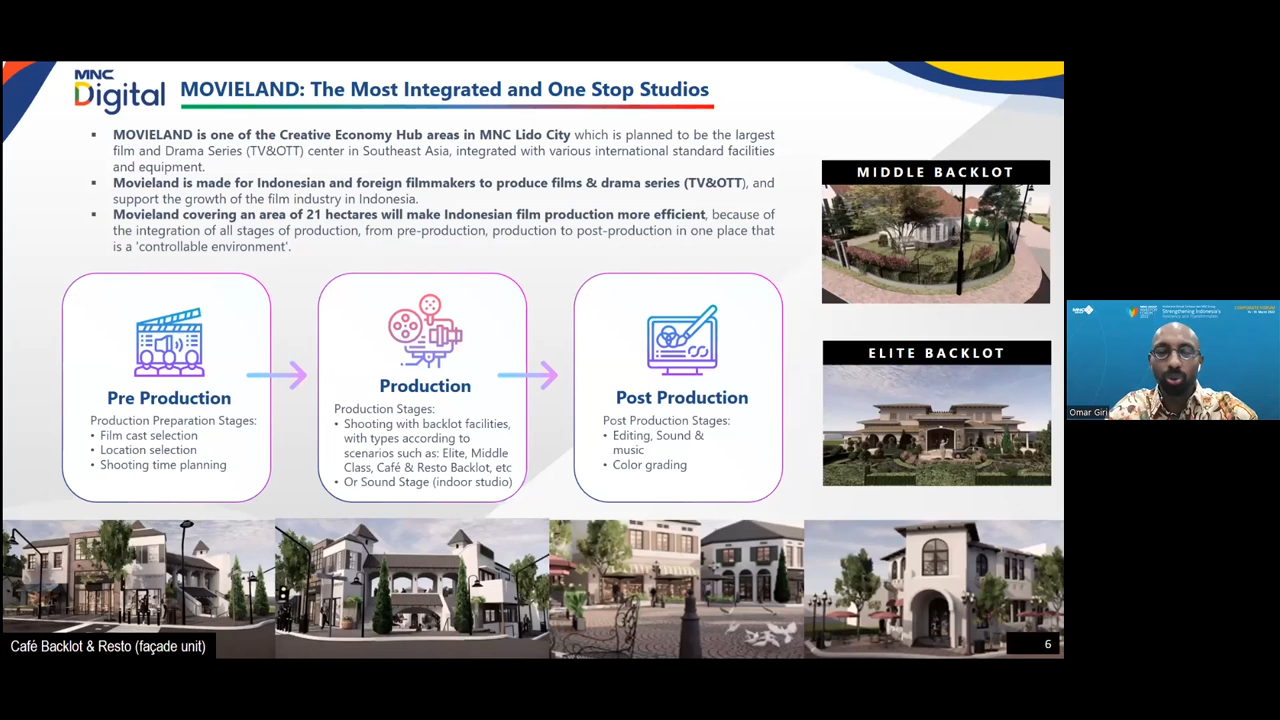 MNC
Digital
MOVIELAND: The Most Integrated and One Stop Studios
▪ MOVIELAND is one of the Creative Economy Hub areas in MNC Lido City which is planned to be the largest
film and Drama Series (TV&OTT) center in Southeast Asia, integrated with various international standard facilities
and equipment.
▪ Movieland is made for Indonesian and foreign filmmakers to produce films & drama series (TV&OTT), and
support the growth of the film industry in Indonesia.
▪ Movieland covering an area of 21 hectares will make Indonesian film production more efficient, because of
the integration of all stages of production, from pre-production, production to post-production in one place that
is a 'controllable environment'.
Pre Production
Production Preparation Stages:
• Film cast selection
• Location selection
• Shooting time planning
Production
Production Stages:
• Shooting with backlot facilities,
with types according to
scenarios such as: Elite, Middle
Class, Café & Resto Backlot, etc
• Or Sound Stage (indoor studio)
Post Production
Post Production Stages:
• Editing, Sound &
music
• Color grading
MIDDLE BACKLOT
ELITE BACKLOT
Café Backlot & Resto (façade unit)
6
MNC
Strengthening Indonesia's
CORPORATE FORUM
Omar Giri